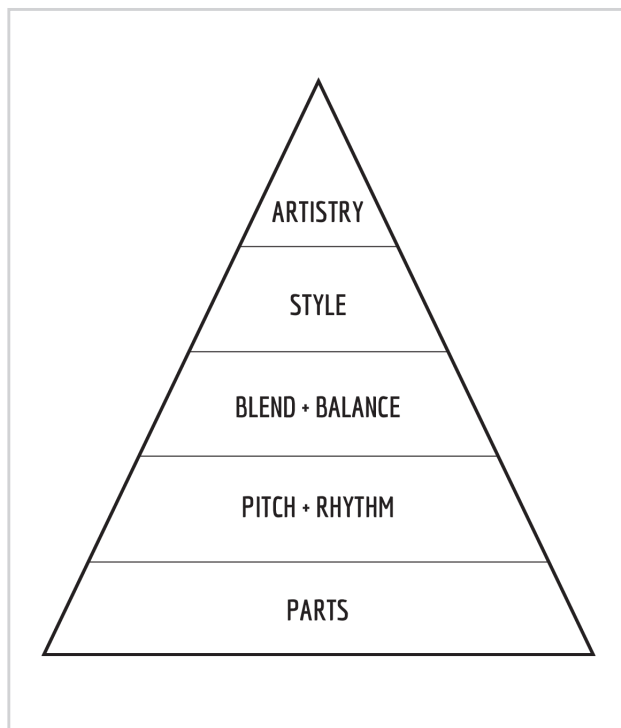 ARTISTRY
STYLE
BLEND + BALANCE
PITCH + RHYTHM
PARTS